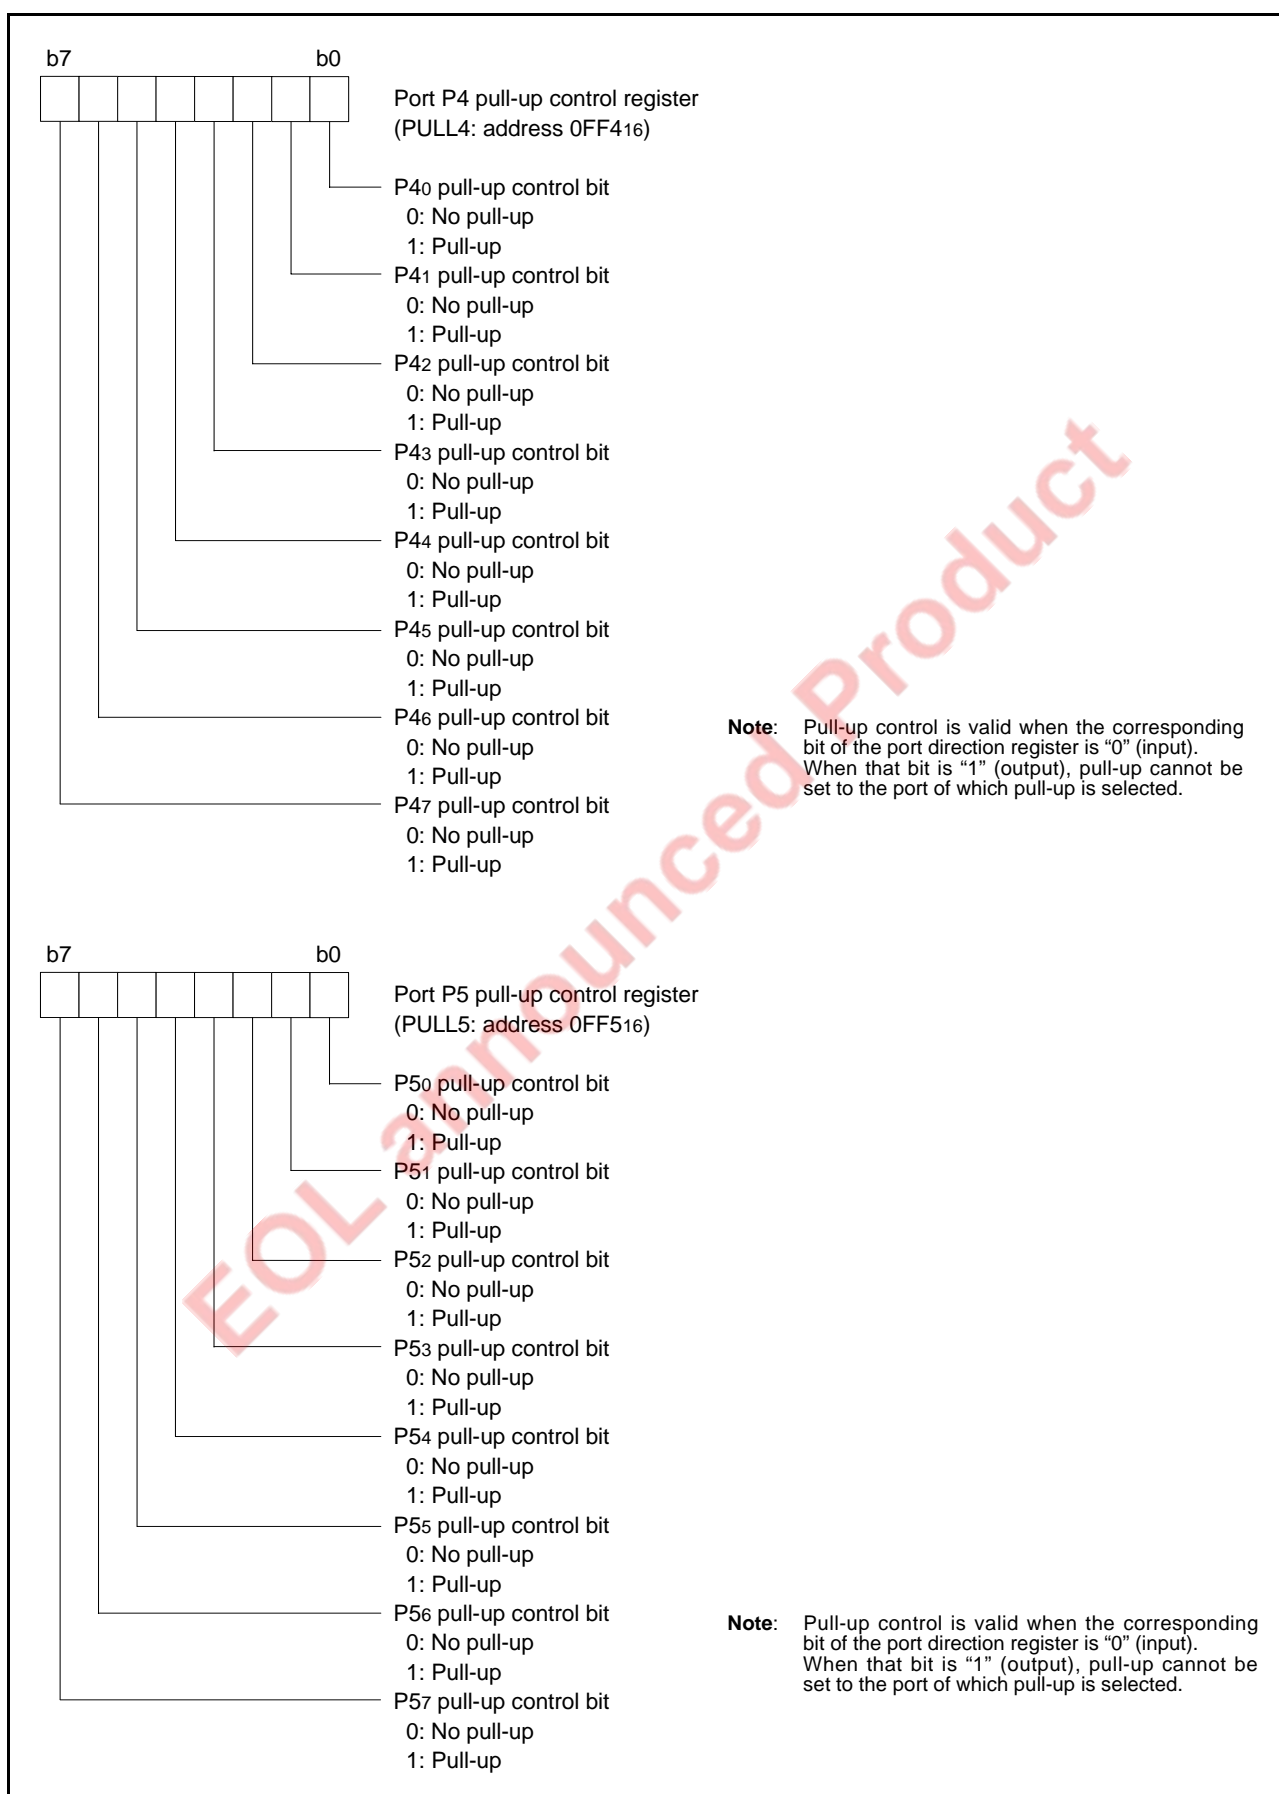 b7 b0
Port P4 pull-up control register
(PULL4: address 0FF416)
P40 pull-up control bit
0: No pull-up
1: Pull-up
P41 pull-up control bit
0: No pull-up
1: Pull-up
P42 pull-up control bit
0: No pull-up
1: Pull-up
P43 pull-up control bit
0: No pull-up
1: Pull-up
P44 pull-up control bit
0: No pull-up
1: Pull-up
P45 pull-up control bit
0: No pull-up
1: Pull-up
P46 pull-up control bit
0: No pull-up
1: Pull-up
P47 pull-up control bit
0: No pull-up
1: Pull-up
Note: Pull-up control is valid when the corresponding
bit of the port direction register is “0” (input).
When that bit is “1” (output), pull-up cannot be
set to the port of which pull-up is selected.
b7 b0
Port P5 pull-up control register
(PULL5: address 0FF516)
P50 pull-up control bit
0: No pull-up
1: Pull-up
P51 pull-up control bit
0: No pull-up
1: Pull-up
P52 pull-up control bit
0: No pull-up
1: Pull-up
P53 pull-up control bit
0: No pull-up
1: Pull-up
P54 pull-up control bit
0: No pull-up
1: Pull-up
P55 pull-up control bit
0: No pull-up
1: Pull-up
P56 pull-up control bit
0: No pull-up
1: Pull-up
P57 pull-up control bit
0: No pull-up
1: Pull-up
Note: Pull-up control is valid when the corresponding
bit of the port direction register is “0” (input).
When that bit is “1” (output), pull-up cannot be
set to the port of which pull-up is selected.
EOL announced Product